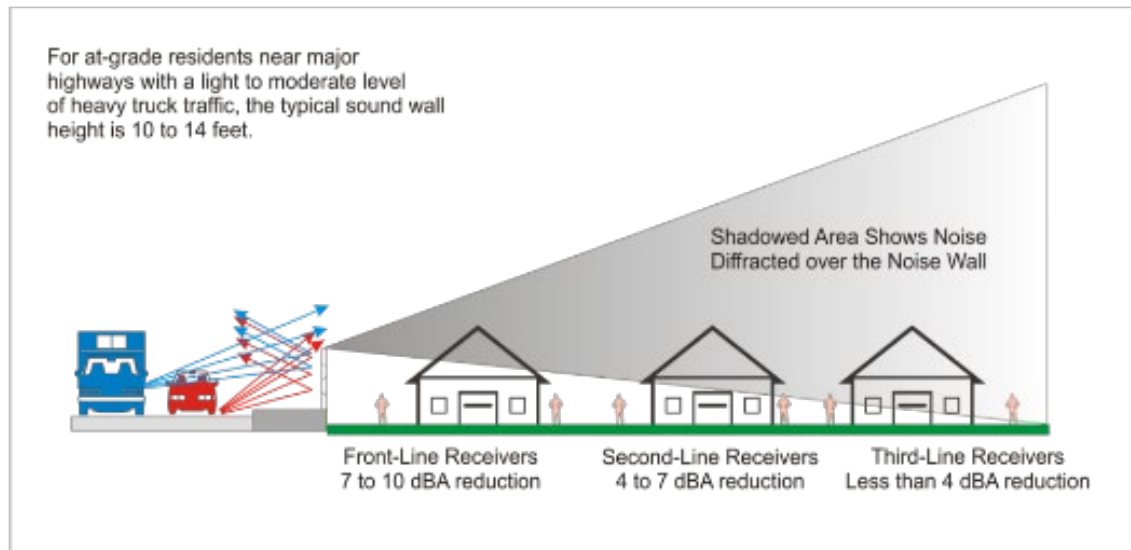 For at-grade residents near major
highways with a light to moderate level
of heavy truck traffic, the typical sound wall
height is 10 to 14 feet.
Shadowed Area Shows Noise
Diffracted over the Noise Wall
Front-Line Receivers
7 to 10 dBA reduction
Second-Line Receivers
4 to 7 dBA reduction
Third-Line Receivers
Less than 4 dBA reduction